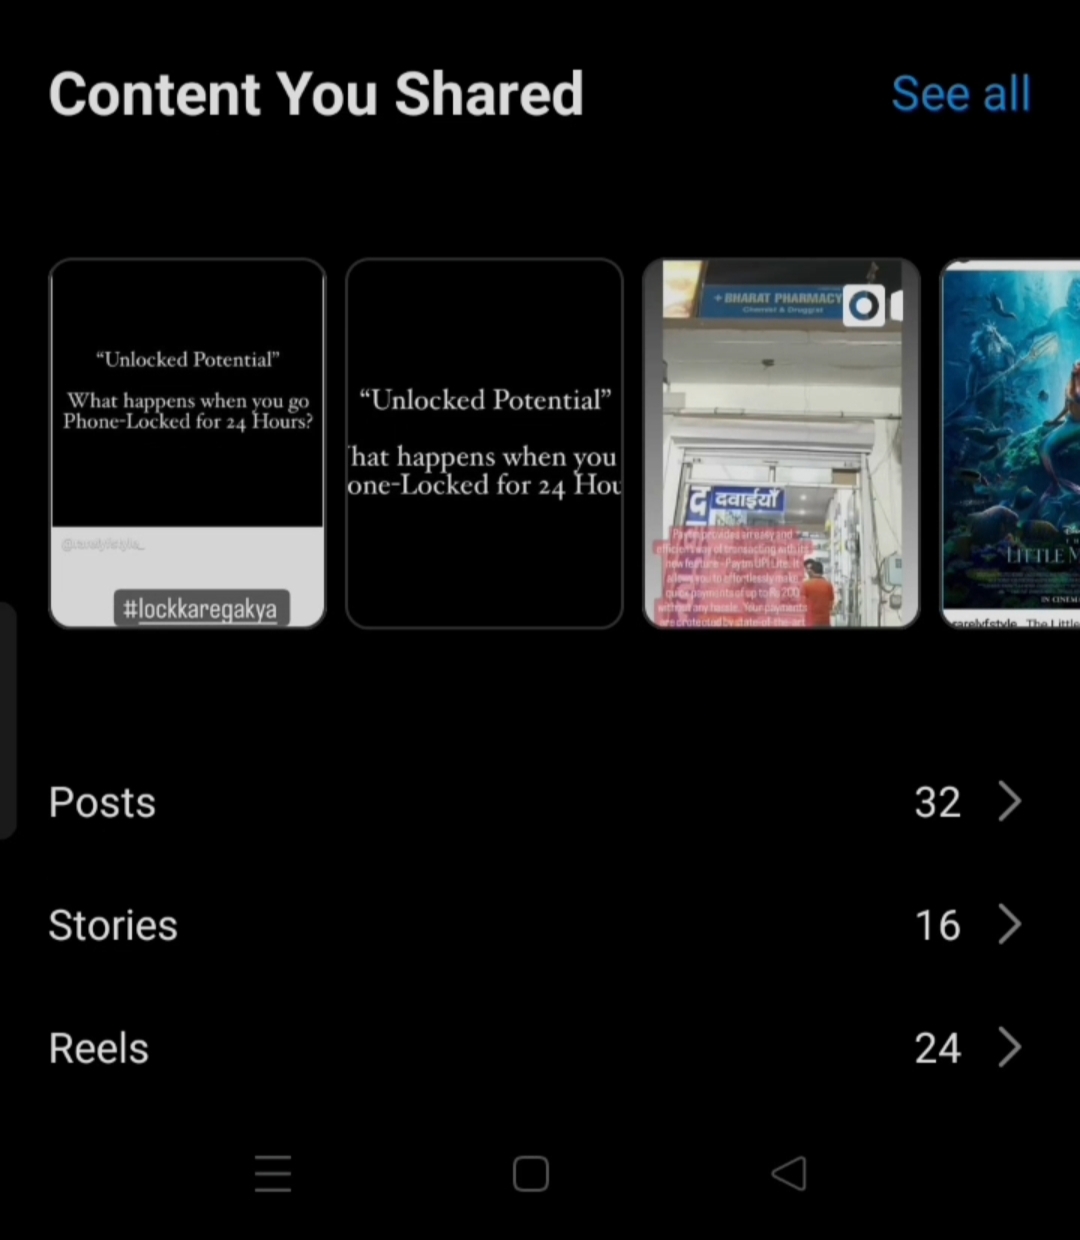 Content You Shared
See all
“Unlocked Potential”
What happens when you go
Phone-Locked for 24 Hours?
@rarelyfstyle_
#lockkaregakya
“Unlocked Potential”
hat happens when you
one-Locked for 24 Hou
+ BHARAT PHARMACY
Chemist & Druggist
द दवाईयाँ
Paytm provides an easy and
efficient way of transacting with its
new feature - Paytm UPI Lite. It
allows you to effortlessly make
quick payments of up to Rs 200
without any hassle. Your payments
are protected by state-of-the-art
LITTLE M
IN CINEM
rarelyfstyle_ The Little
Posts
32
Stories
16
Reels
24